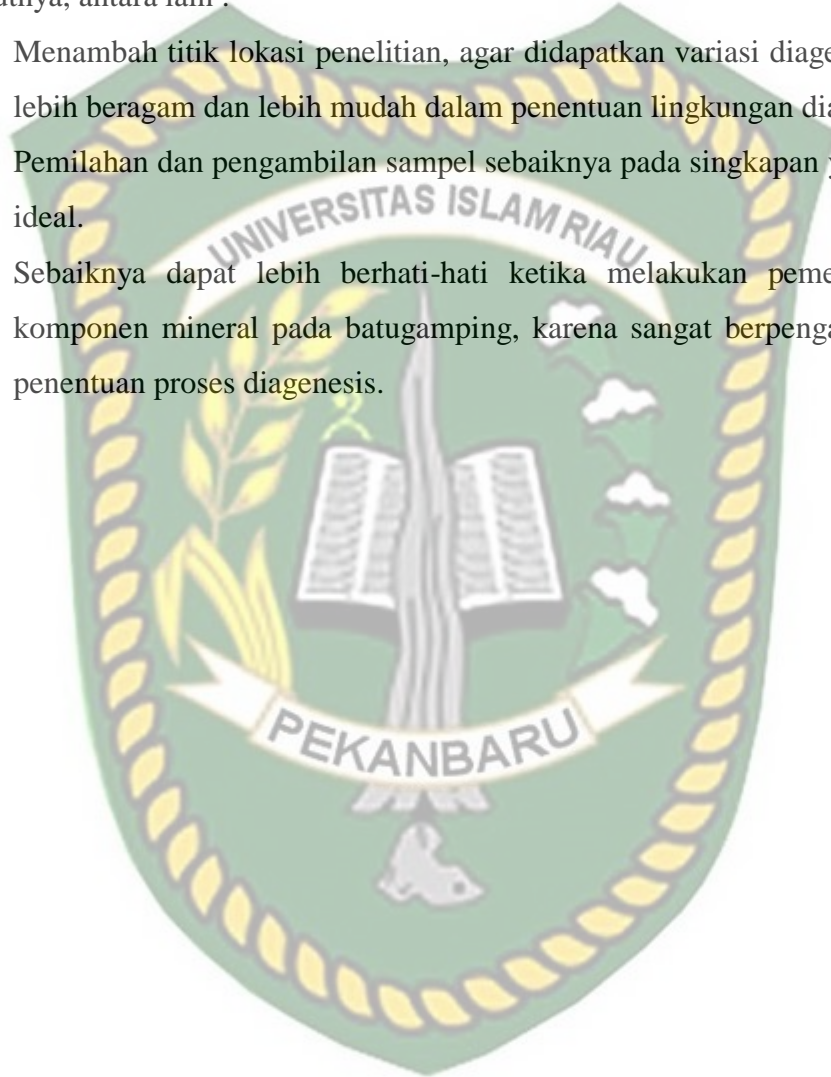 utnya, antara lain :
Menambah titik lokasi penelitian, agar didapatkan variasi diage
lebih beragam dan lebih mudah dalam penentuan lingkungan dia
Pemilahan dan pengambilan sampel sebaiknya pada singkapan y
ideal.
UNIVERSITAS ISLAM RIAU
Sebaiknya dapat lebih berhati-hati ketika melakukan peme
komponen mineral pada batugamping, karena sangat berpenga
penentuan proses diagenesis.
PEKANBARU